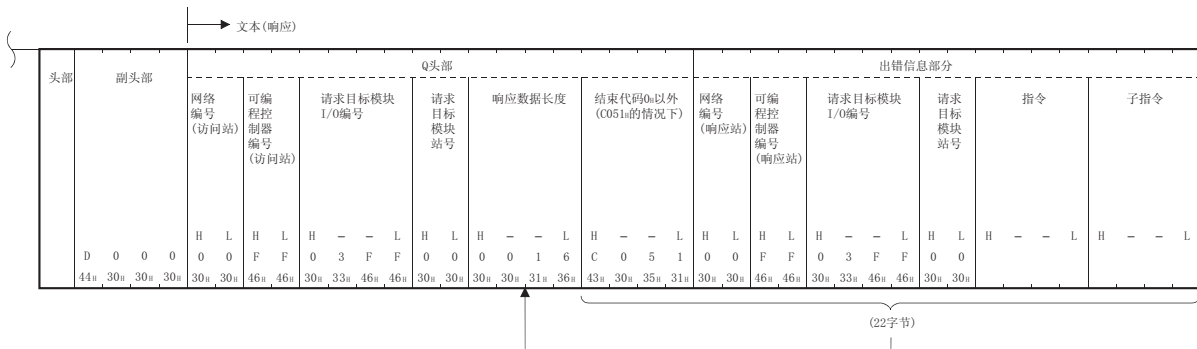 文本(响应)
Q头部
出错信息部分
头部
副头部
网络
编号
(访问站)
可编
程控
制器
编号
(访问站)
请求目标模块
I/O编号
请求
目标
模块
站号
响应数据长度
结束代码0H以外
(C051H的情况下)
网络
编号
(响应站)
可编
程控
制器
编号
(响应站)
请求目标模块
I/O编号
请求
目标
模块
站号
指令
子指令
H L H L H － － L H L H － － L H － － L H L H L H － － L H L H － － L H － － L
D 0 0 0 0 0 F F 0 3 F F 0 0 0 0 1 6 C 0 5 1 0 0 F F 0 3 F F 0 0
44H 30H 30H 30H 30H 30H 46H 46H 30H 33H 46H 46H 30H 30H 30H 30H 31H 36H 43H 30H 35H 31H 30H 30H 46H 46H 30H 33H 46H 46H 30H 30H
(22字节)